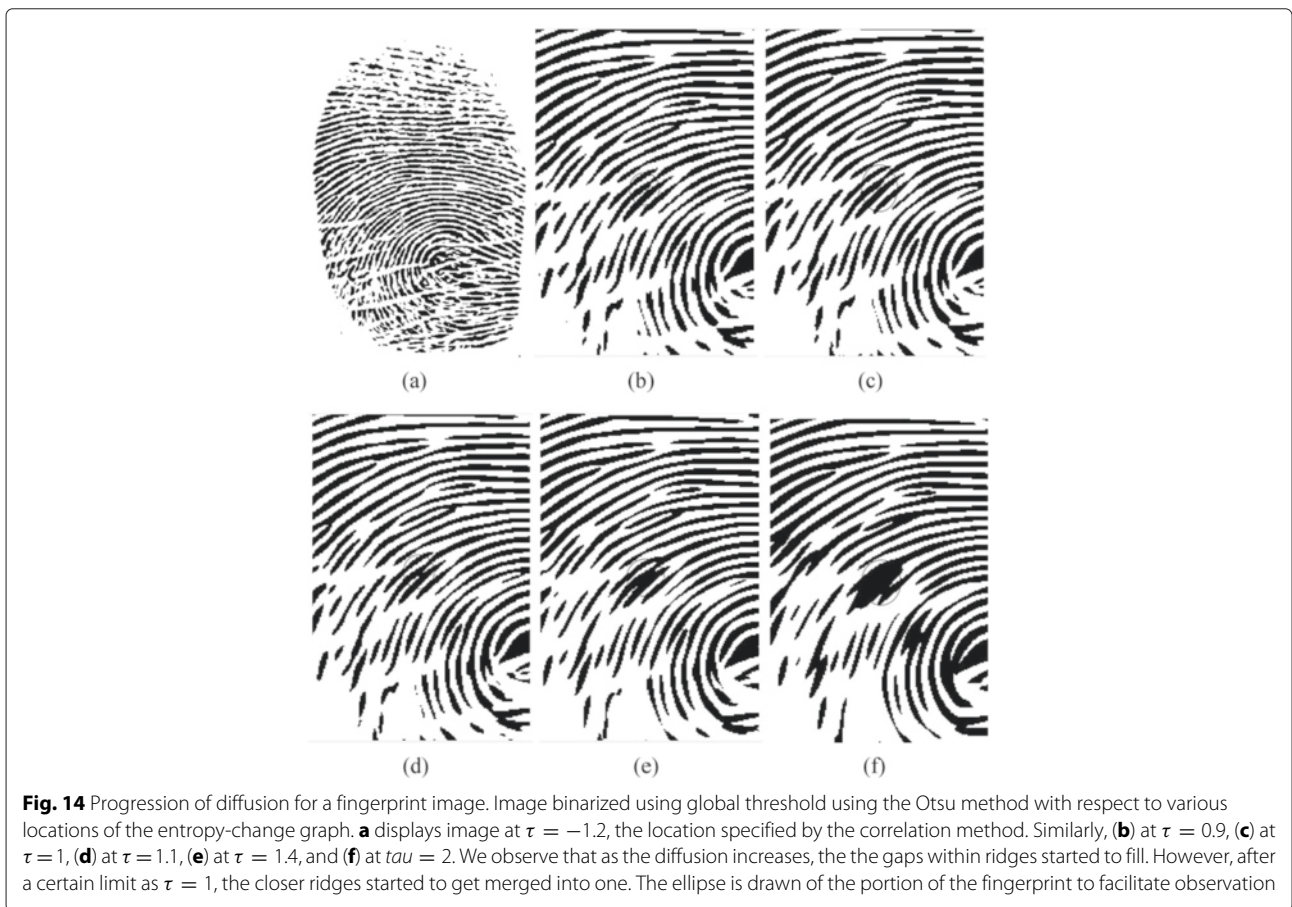 (a)
(b)
(c)
(d)
(e)
(f)
Fig. 14 Progression of diffusion for a fingerprint image. Image binarized using global threshold using the Otsu method with respect to various
locations of the entropy-change graph. a displays image at τ = −1.2, the location specified by the correlation method. Similarly, (b) at τ = 0.9, (c) at
τ = 1, (d) at τ = 1.1, (e) at τ = 1.4, and (f) at tau = 2. We observe that as the diffusion increases, the the gaps within ridges started to fill. However, after
a certain limit as τ = 1, the closer ridges started to get merged into one. The ellipse is drawn of the portion of the fingerprint to facilitate observation